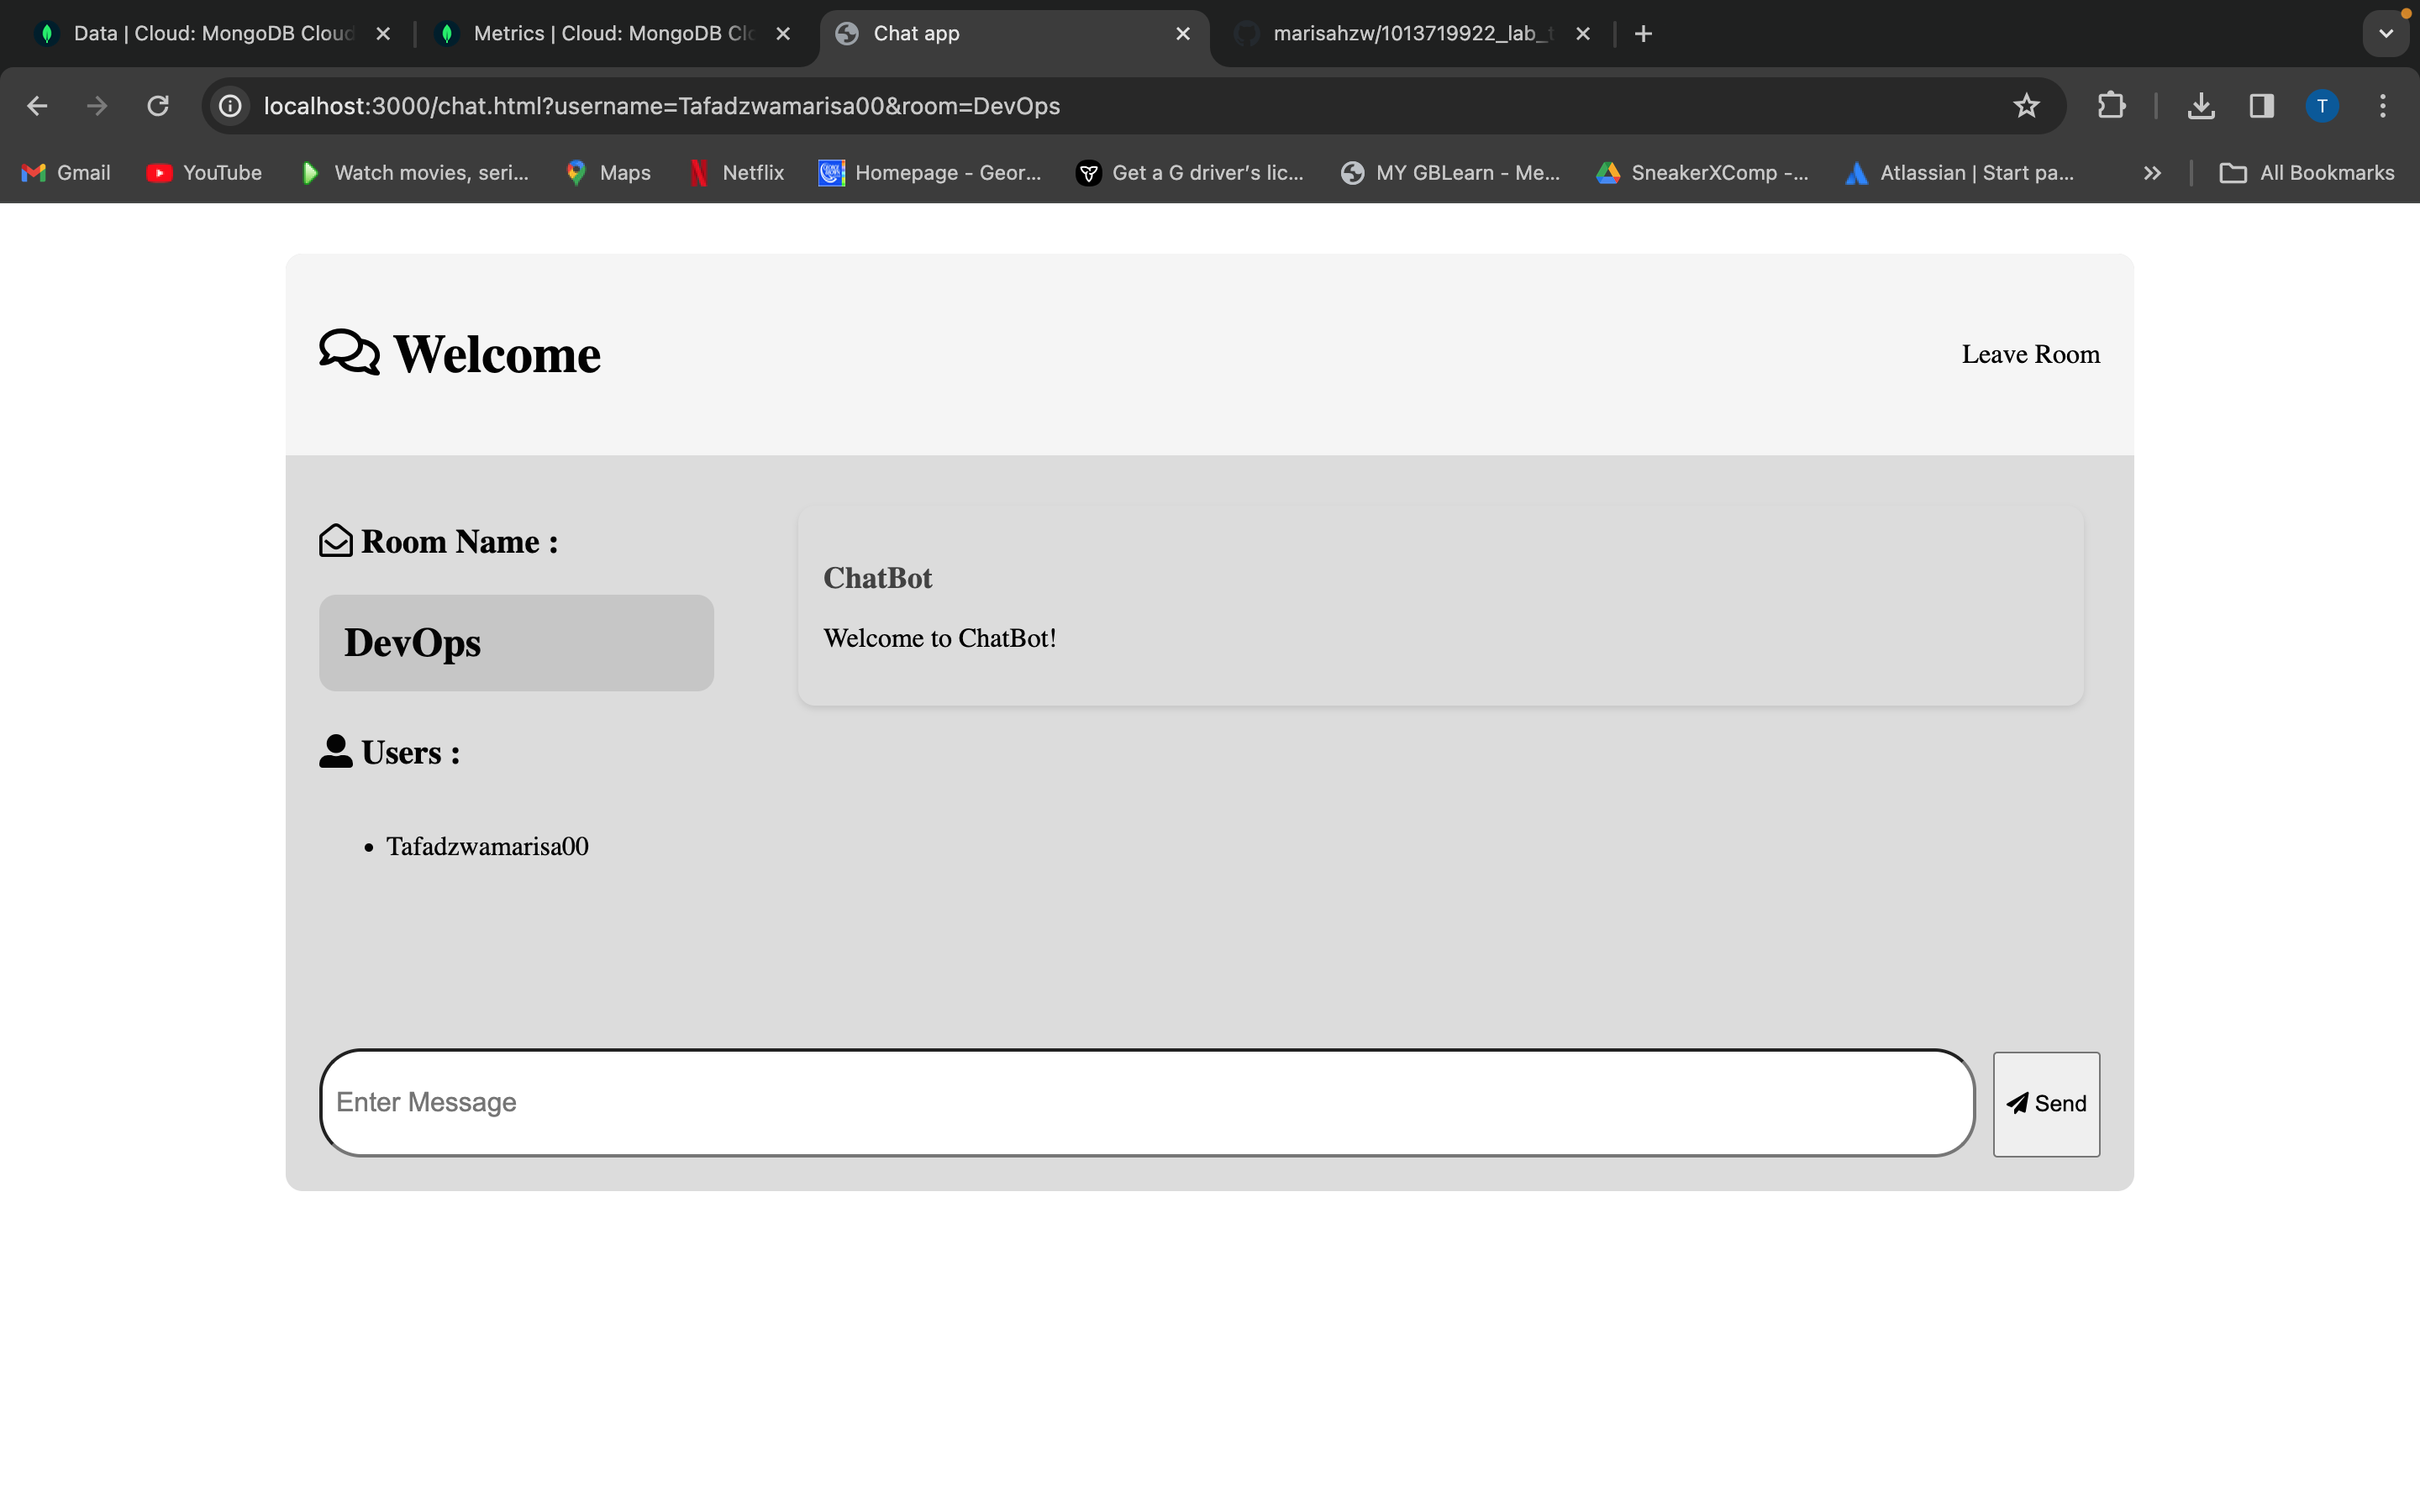 Data | Cloud: MongoDB Cloud
Metrics | Cloud: MongoDB Clo
Chat app
marisahzw/1013719922_lab_t
localhost:3000/chat.html?username=Tafadzwamarisa00&room=DevOps
T
Gmail
YouTube
Watch movies, seri...
Maps
Netflix
Homepage - Geor...
Get a G driver's lic...
MY GBLearn - Me...
SneakerXComp -...
Atlassian | Start pa...
All Bookmarks
Welcome
Leave Room
Room Name :
DevOps
ChatBot
Welcome to ChatBot!
Users :
Tafadzwamarisa00
Enter Message
Send